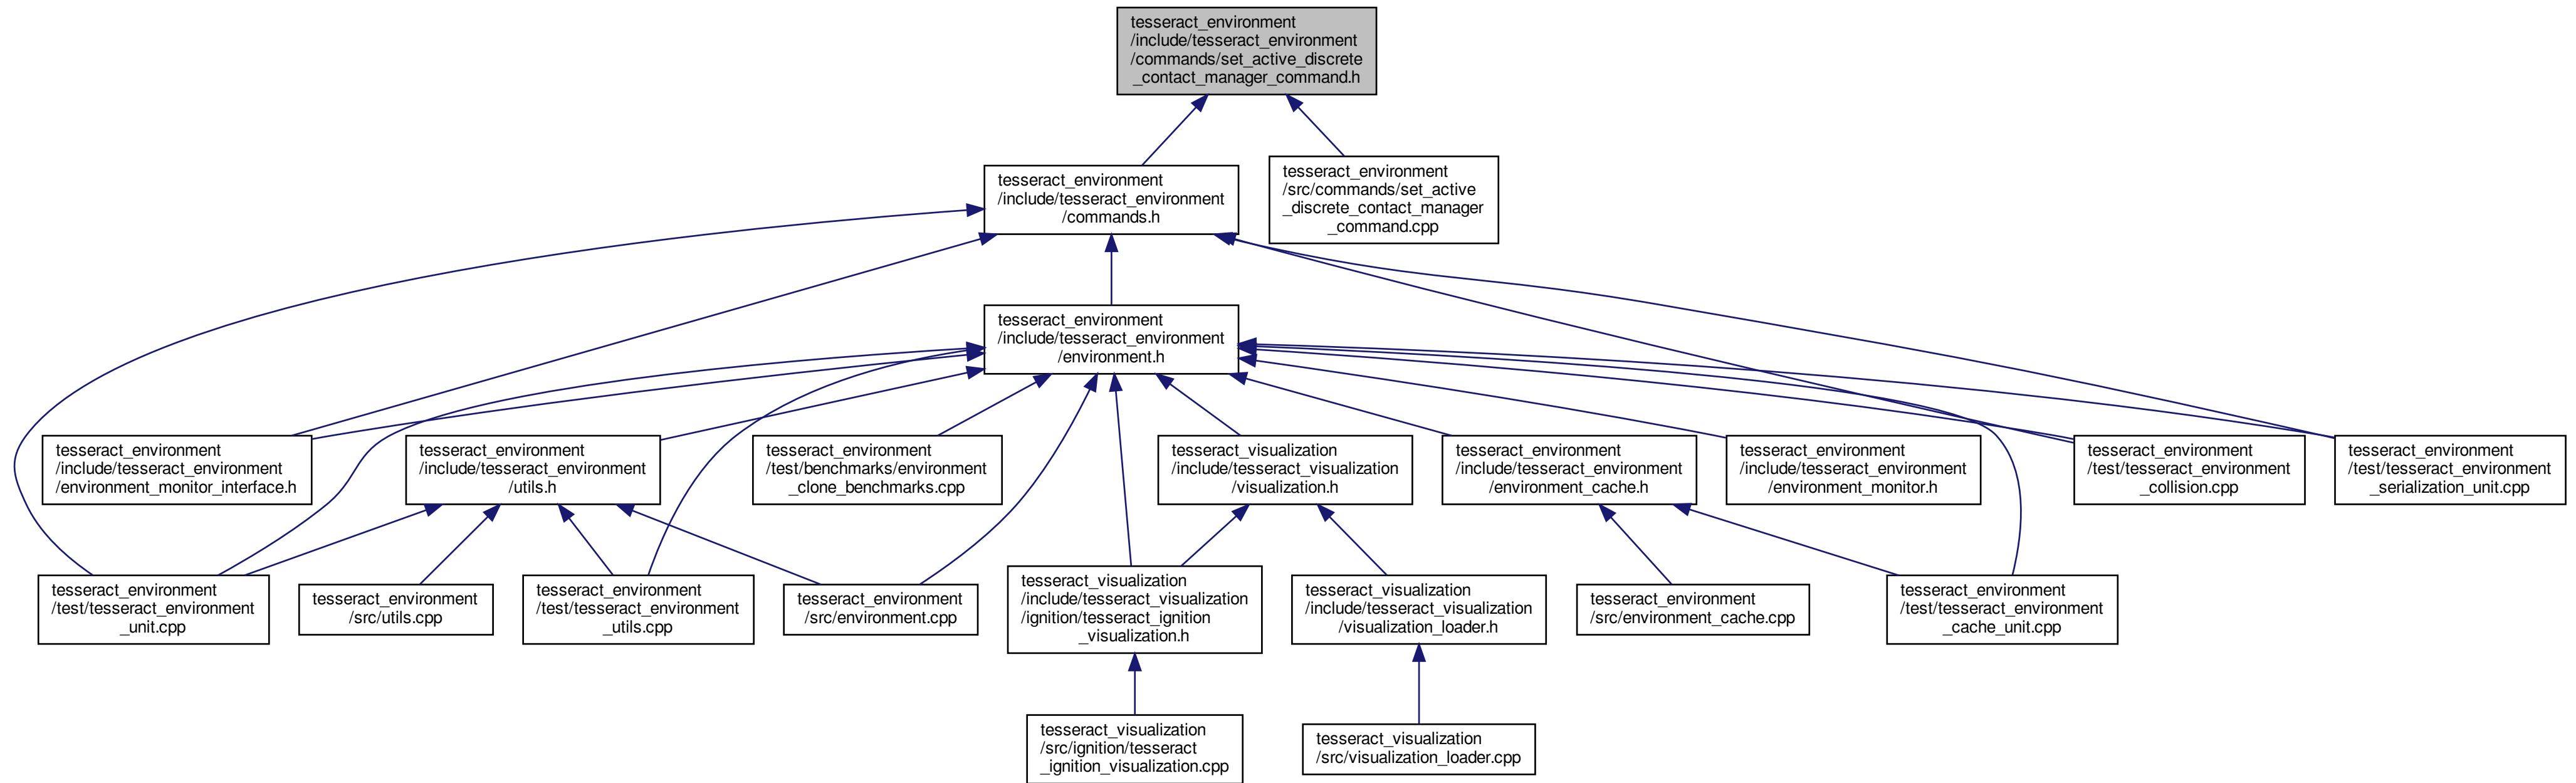 tesseract_environment
/include/tesseract_environment
/commands/set_active_discrete
_contact_manager_command.h
tesseract_environment
/include/tesseract_environment
/commands.h
tesseract_environment
/src/commands/set_active
_discrete_contact_manager
_command.cpp
tesseract_environment
/include/tesseract_environment
/environment.h
tesseract_environment
/include/tesseract_environment
/environment_monitor_interface.h
tesseract_environment
/include/tesseract_environment
/utils.h
tesseract_environment
/test/benchmarks/environment
_clone_benchmarks.cpp
tesseract_visualization
/include/tesseract_visualization
/visualization.h
tesseract_environment
/include/tesseract_environment
/environment_cache.h
tesseract_environment
/include/tesseract_environment
/environment_monitor.h
tesseract_environment
/test/tesseract_environment
_collision.cpp
tesseract_environment
/test/tesseract_environment
_serialization_unit.cpp
tesseract_environment
/test/tesseract_environment
_unit.cpp
tesseract_environment
/src/utils.cpp
tesseract_environment
/test/tesseract_environment
_utils.cpp
tesseract_environment
/src/environment.cpp
tesseract_visualization
/include/tesseract_visualization
/ignition/tesseract_ignition
_visualization.h
tesseract_visualization
/include/tesseract_visualization
/visualization_loader.h
tesseract_environment
/src/environment_cache.cpp
tesseract_environment
/test/tesseract_environment
_cache_unit.cpp
tesseract_visualization
/src/ignition/tesseract
_ignition_visualization.cpp
tesseract_visualization
/src/visualization_loader.cpp